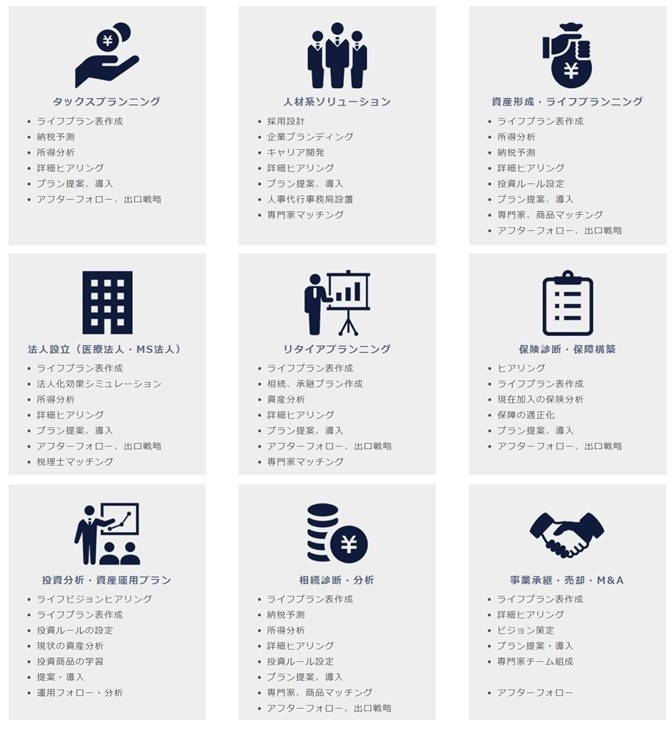 タックスプランニング
• ライフプラン表作成
• 納税予測
• 所得分析
• 詳細ヒアリング
• プラン提案、導入
• アフターフォロー、出口戦略
人材系ソリューション
• 採用設計
• 企業ブランディング
• キャリア開発
• 詳細ヒアリング
• プラン提案、導入
• 人事代行事務局設置
• 専門家マッチング
資産形成・ライフプランニング
• ライフプラン表作成
• 所得分析
• 納税予測
• 詳細ヒアリング
• 投資ルール設定
• プラン提案、導入
• 専門家、商品マッチング
• アフターフォロー、出口戦略
法人設立（医療法人・MS法人）
• ライフプラン表作成
• 法人化効果シミュレーション
• 所得分析
• 詳細ヒアリング
• プラン提案、導入
• アフターフォロー、出口戦略
• 税理士マッチング
リタイアプランニング
• ライフプラン表作成
• 相続、承継プラン作成
• 資産分析
• 詳細ヒアリング
• プラン提案、導入
• アフターフォロー、出口戦略
• 専門家マッチング
保険診断・保障構築
• ヒアリング
• ライフプラン表作成
• 現在加入の保険分析
• 保障の適正化
• プラン提案、導入
• アフターフォロー、出口戦略
投資分析・資産運用プラン
• ライフビジョンヒアリング
• ライフプラン表作成
• 投資ルールの設定
• 現状の資産分析
• 投資商品の学習
• 提案・導入
• 運用フォロー・分析
相続診断・分析
• ライフプラン表作成
• 納税予測
• 所得分析
• 詳細ヒアリング
• 投資ルール設定
• プラン提案、導入
• 専門家、商品マッチング
• アフターフォロー、出口戦略
事業承継・売却・M&A
• ライフプラン表作成
• 詳細ヒアリング
• ビジョン策定
• プラン提案・導入
• 専門家チーム組成
• アフターフォロー